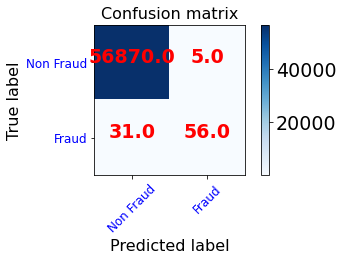 Confusion matrix
True label
Non Fraud
56870.0
5.0
Fraud
31.0
56.0
40000
20000
Non Fraud
Fraud
Predicted label